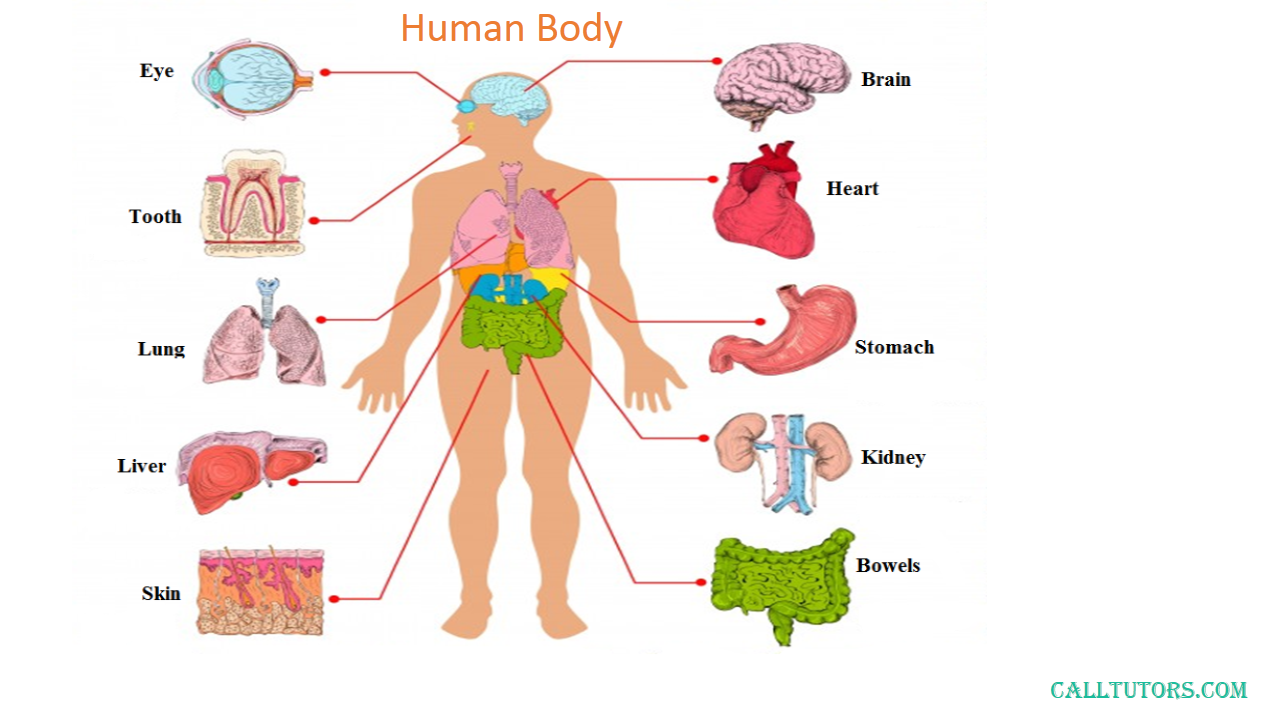 Human Body
Eye
Brain
Tooth
Heart
Lung
Stomach
Liver
Kidney
Skin
Bowels
CALLTUTORS.COM